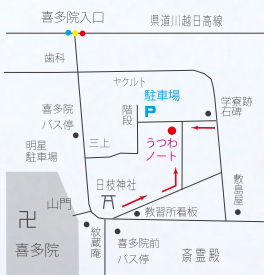 喜多院入口
県道川越日高線
歯科
ヤクルト
駐車場
P
喜多院
バス停
階段
学寮跡
石碑
明星
駐車場
三上
うつわ
ノート
日枝神社
敷島屋
山門
教習所看板
卍
喜多院
紋蔵庵
喜多院前
バス停
斎霊殿